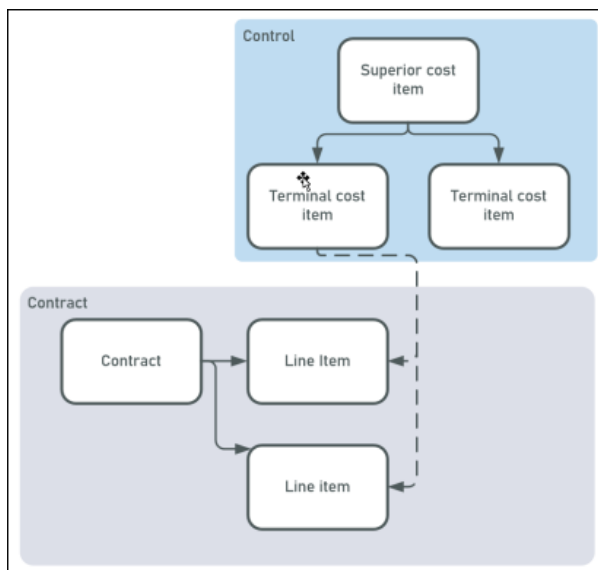 Control
Superior cost
item
Terminal cost
item
Terminal cost
item
Contract
Contract
Line Item
Line item